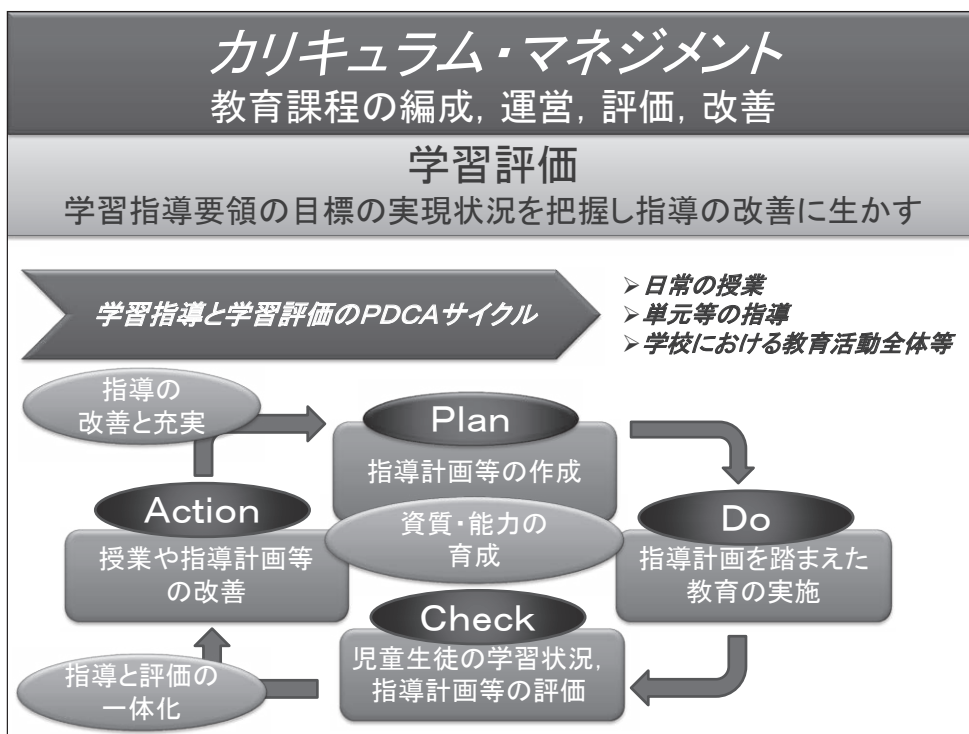 カリキュラム・マネジメント
教育課程の編成，運営，評価，改善
学習評価
学習指導要領の目標の実現状況を把握し指導の改善に生かす
学習指導と学習評価のPDCAサイクル
➢日常の授業
➢単元等の指導
➢学校における教育活動全体等
指導の
改善と充実
Plan
指導計画等の作成
Action
授業や指導計画等
の改善
資質・能力の
育成
Do
指導計画を踏まえた
教育の実施
Check
児童生徒の学習状況，
指導計画等の評価
指導と評価の
一体化